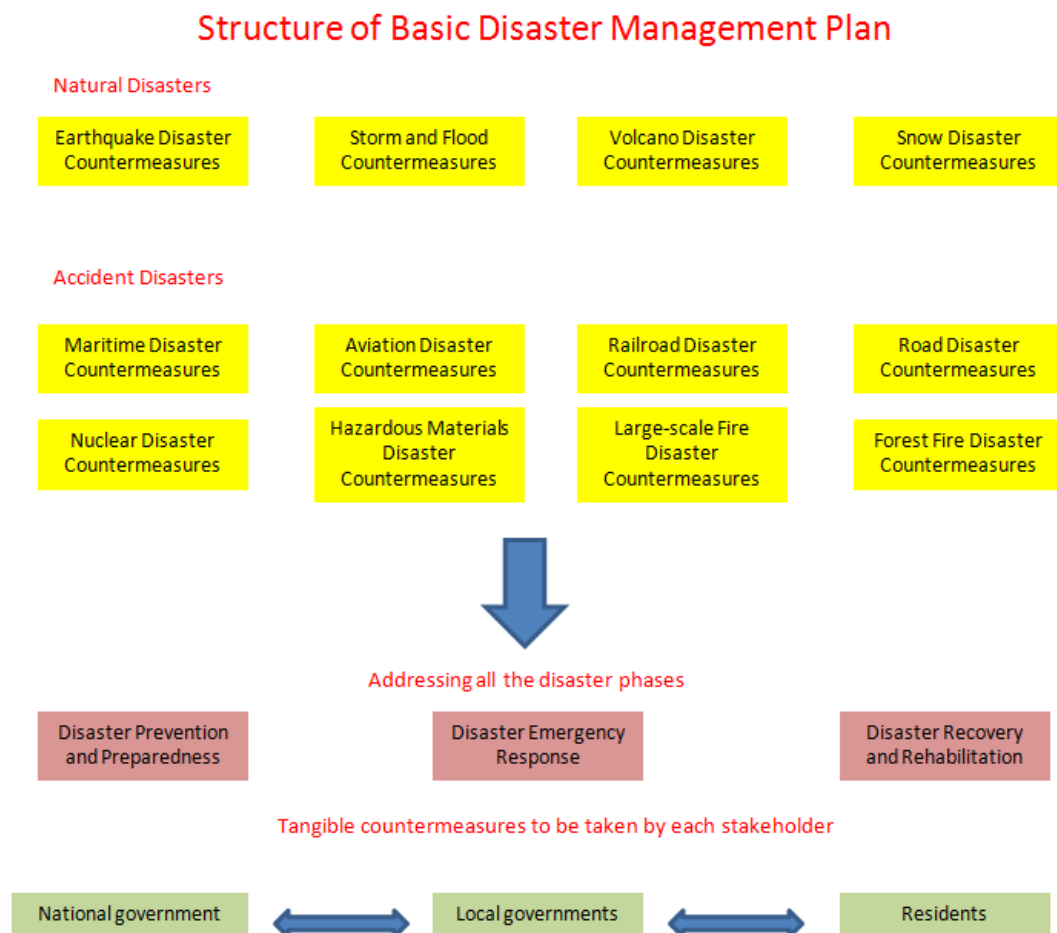 Structure of Basic Disaster Management Plan
Natural Disasters
Earthquake Disaster
Countermeasures
Storm and Flood
Countermeasures
Volcano Disaster
Countermeasures
Snow Disaster
Countermeasures
Accident Disasters
Maritime Disaster
Countermeasures
Aviation Disaster
Countermeasures
Railroad Disaster
Countermeasures
Road Disaster
Countermeasures
Nuclear Disaster
Countermeasures
Hazardous Materials
Disaster
Countermeasures
Large-scale Fire
Disaster
Countermeasures
Forest Fire Disaster
Countermeasures
Addressing all the disaster phases
Disaster Prevention
and Preparedness
Disaster Emergency
Response
Disaster Recovery
and Rehabilitation
Tangible countermeasures to be taken by each stakeholder
National government
Local governments
Residents